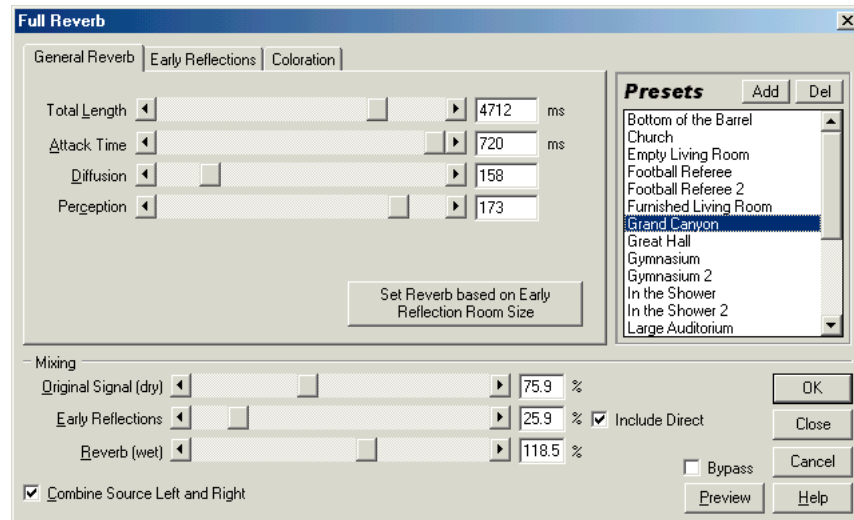 Full Reverb
General Reverb
Early Reflections
Coloration
Total Length 4712 ms
Attack Time 720 ms
Diffusion 158
Perception 173
Set Reverb based on Early
Reflection Room Size
Presets Add Del
Bottom of the Barrel
Church
Empty Living Room
Football Referee
Football Referee 2
Furnished Living Room
Grand Canyon
Great Hall
Gymnasium
Gymnasium 2
In the Shower
In the Shower 2
Large Auditorium
Mixing
Original Signal (dry) 75.9 %
Early Reflections 25.9 % Include Direct
Reverb (wet) 118.5 %
Combine Source Left and Right
Bypass
Preview
OK
Close
Cancel
Help